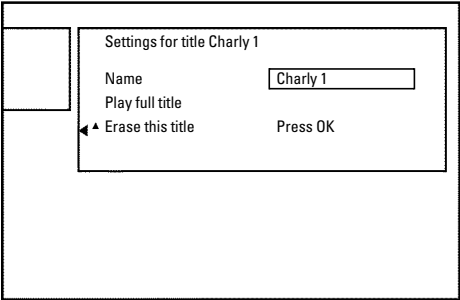 Settings for title Charly 1
Name Charly 1
Play full title
Erase this title Press OK